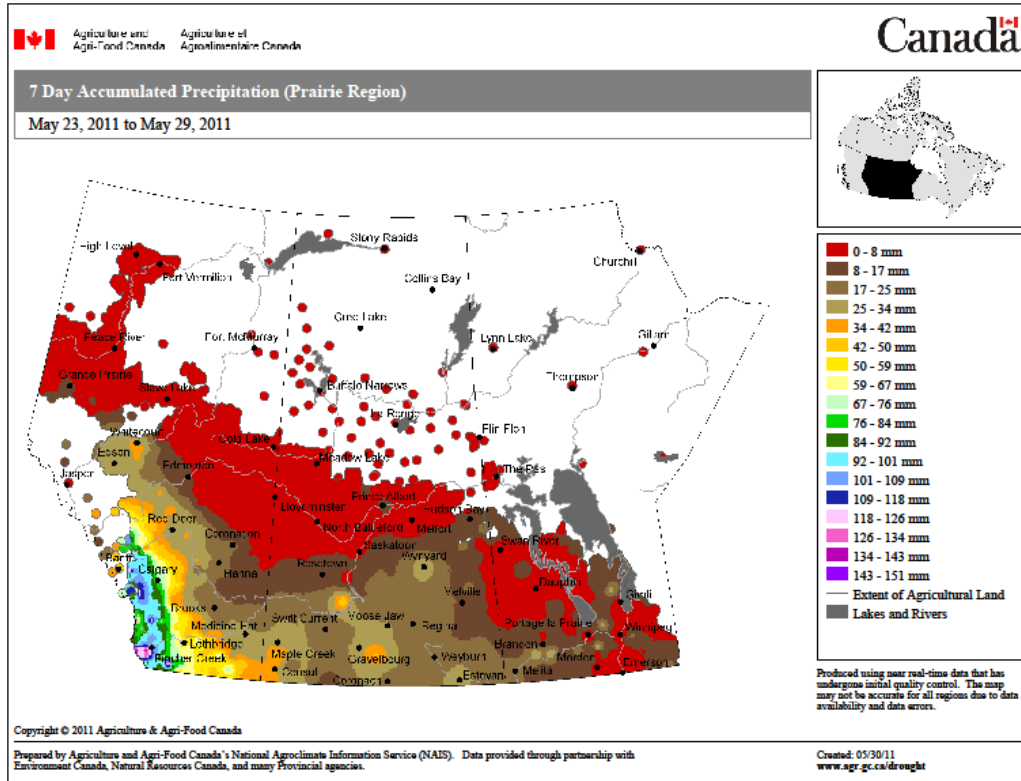 Agriculture and Agriculture et
Agri-Food Canada Agroalimentaire Canada
Canada
7 Day Accumulated Precipitation (Prairie Region)
May 23, 2011 to May 29, 2011
High Level
Fort Vermilion
Stony Rapids
Churchill
Collins Bay
Cree Lake
Peace River
Fort McMurray
Lynn Lake
Gillam
Grande Prairie
Slave Lake
Buffalo Narrows
Thompson
La Ronge
Whitecourt
Cold Lake
Flin Flon
Edson
Edmonton
Meadow Lake
The Pas
Jasper
Lloydminster
Prince Albert
Hudson Bay
Red Deer
North Battleford
Melfort
Coronation
Saskatoon
Swan River
Banff
Calgary
Hanna
Rosetown
Wynyard
Dauphin
Gimli
Brooks
Melville
Medicine Hat
Swift Current
Moose Jaw
Regina
Portage la Prairie
Winnipeg
Lethbridge
Maple Creek
Gravelbourg
Weyburn
Brandon
Morden
Pincher Creek
Consul
Coronach
Estevan
Melita
Emerson
0 - 8 mm
8 - 17 mm
17 - 25 mm
25 - 34 mm
34 - 42 mm
42 - 50 mm
50 - 59 mm
59 - 67 mm
67 - 76 mm
76 - 84 mm
84 - 92 mm
92 - 101 mm
101 - 109 mm
109 - 118 mm
118 - 126 mm
126 - 134 mm
134 - 143 mm
143 - 151 mm
Extent of Agricultural Land
Lakes and Rivers
Produced using near real-time data that has
undergone initial quality control. The map
may not be accurate for all regions due to data
availability and data errors.
Copyright © 2011 Agriculture & Agri-Food Canada
Prepared by Agriculture and Agri-Food Canada's National Agroclimate Information Service (NAIS). Data provided through partnership with
Environment Canada, Natural Resources Canada, and many Provincial agencies.
Created: 05/30/11
www.agr.gc.ca/drought